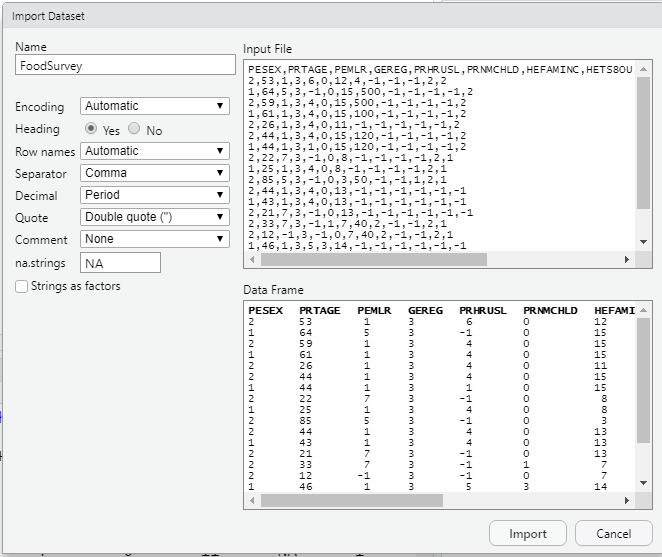 Import Dataset
Name
FoodSurvey
Encoding Automatic
Heading Yes No
Row names Automatic
Separator Comma
Decimal Period
Quote Double quote (")
Comment None
na.strings NA
Strings as factors
Input File
PESEX,PRTAGE,PEMLR,GEREG,PRHRUSL,PRNMCHLD,HEFAMINC,HETS8OU
2,53,1,3,6,0,12,4,-1,-1,-1,2,2
1,64,5,3,-1,0,15,500,-1,-1,-1,-1,2
2,59,1,3,4,0,15,500,-1,-1,-1,-1,2
1,61,1,3,4,0,15,100,-1,-1,-1,-1,2
2,26,1,3,4,0,11,-1,-1,-1,-1,-1,2
2,44,1,3,4,0,15,120,-1,-1,-1,-1,2
1,44,1,3,1,0,15,120,-1,-1,-1,-1,2
2,22,7,3,-1,0,8,-1,-1,-1,-1,2,1
1,25,1,3,4,0,8,-1,-1,-1,-1,2,1
2,85,5,3,-1,0,3,50,-1,-1,1,2,1
2,44,1,3,4,0,13,-1,-1,-1,-1,-1,-1
1,43,1,3,4,0,13,-1,-1,-1,-1,-1,-1
2,21,7,3,-1,0,13,-1,-1,-1,-1,-1,-1
2,33,7,3,-1,1,7,40,2,-1,-1,2,1
2,12,-1,3,-1,0,7,40,2,-1,-1,2,1
1,46,1,3,5,3,14,-1,-1,-1,-1,-1,-1
Data Frame
PESEX PRTAGE PEMLR GEREG PRHRUSL PRNMCHLD HEFAMI
2 53 1 3 6 0 12
1 64 5 3 -1 0 15
2 59 1 3 4 0 15
1 61 1 3 4 0 15
2 26 1 3 4 0 11
2 44 1 3 4 0 15
1 44 1 3 1 0 15
2 22 7 3 -1 0 8
1 25 1 3 4 0 8
2 85 5 3 -1 0 3
2 44 1 3 4 0 13
1 43 1 3 4 0 13
2 21 7 3 -1 0 13
2 33 7 3 -1 1 7
2 12 -1 3 -1 0 7
1 46 1 3 5 3 14
Import Cancel